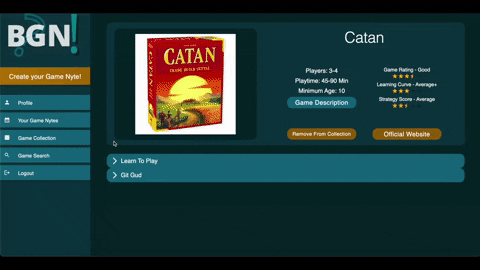 BGN!
Create your Game Nyte!
Profile
Your Game Nytes
Game Collection
Game Search
Logout
CATAN
TRADE BUILD SETTLE
Catan
Players: 3-4
Playtime: 45-90 Min
Minimum Age: 10
Game Description
Game Rating - Good
Learning Curve - Average+
Strategy Score - Average
Remove From Collection
Official Website
Learn To Play
Git Gud